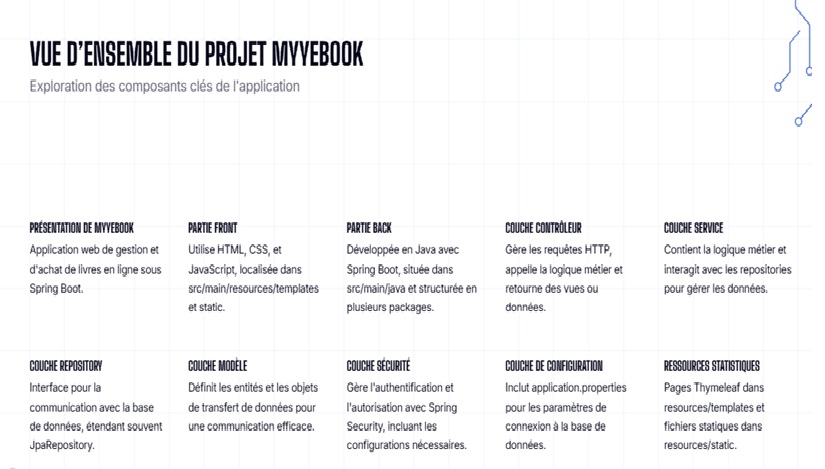 VUE D'ENSEMBLE DU PROJET MYYEBOOK
Exploration des composants clés de l'application
PRÉSENTATION DE MYYEBOOK
Application web de gestion et
d'achat de livres en ligne sous
Spring Boot.
PARTIE FRONT
Utilise HTML, CSS, et
JavaScript, localisée dans
src/main/resources/templates
et static.
PARTIE BACK
Développée en Java avec
Spring Boot, située dans
src/main/java et structurée en
plusieurs packages.
COUCHE CONTRÔLEUR
Gère les requêtes HTTP,
appelle la logique métier et
retourne des vues ou
données.
COUCHE SERVICE
Contient la logique métier et
interagit avec les repositories
pour gérer les données.
COUCHE REPOSITORY
Interface pour la
communication avec la base
de données, étendant souvent
JpaRepository.
COUCHE MODÈLE
Définit les entités et les objets
de transfert de données pour
une communication efficace.
COUCHE SÉCURITÉ
Gère l'authentification et
l'autorisation avec Spring
Security, incluant les
configurations nécessaires.
COUCHE DE CONFIGURATION
Inclut application.properties
pour les paramètres de
connexion à la base de
données.
RESSOURCES STATISTIQUES
Pages Thymeleaf dans
resources/templates et
fichiers statiques dans
resources/static.